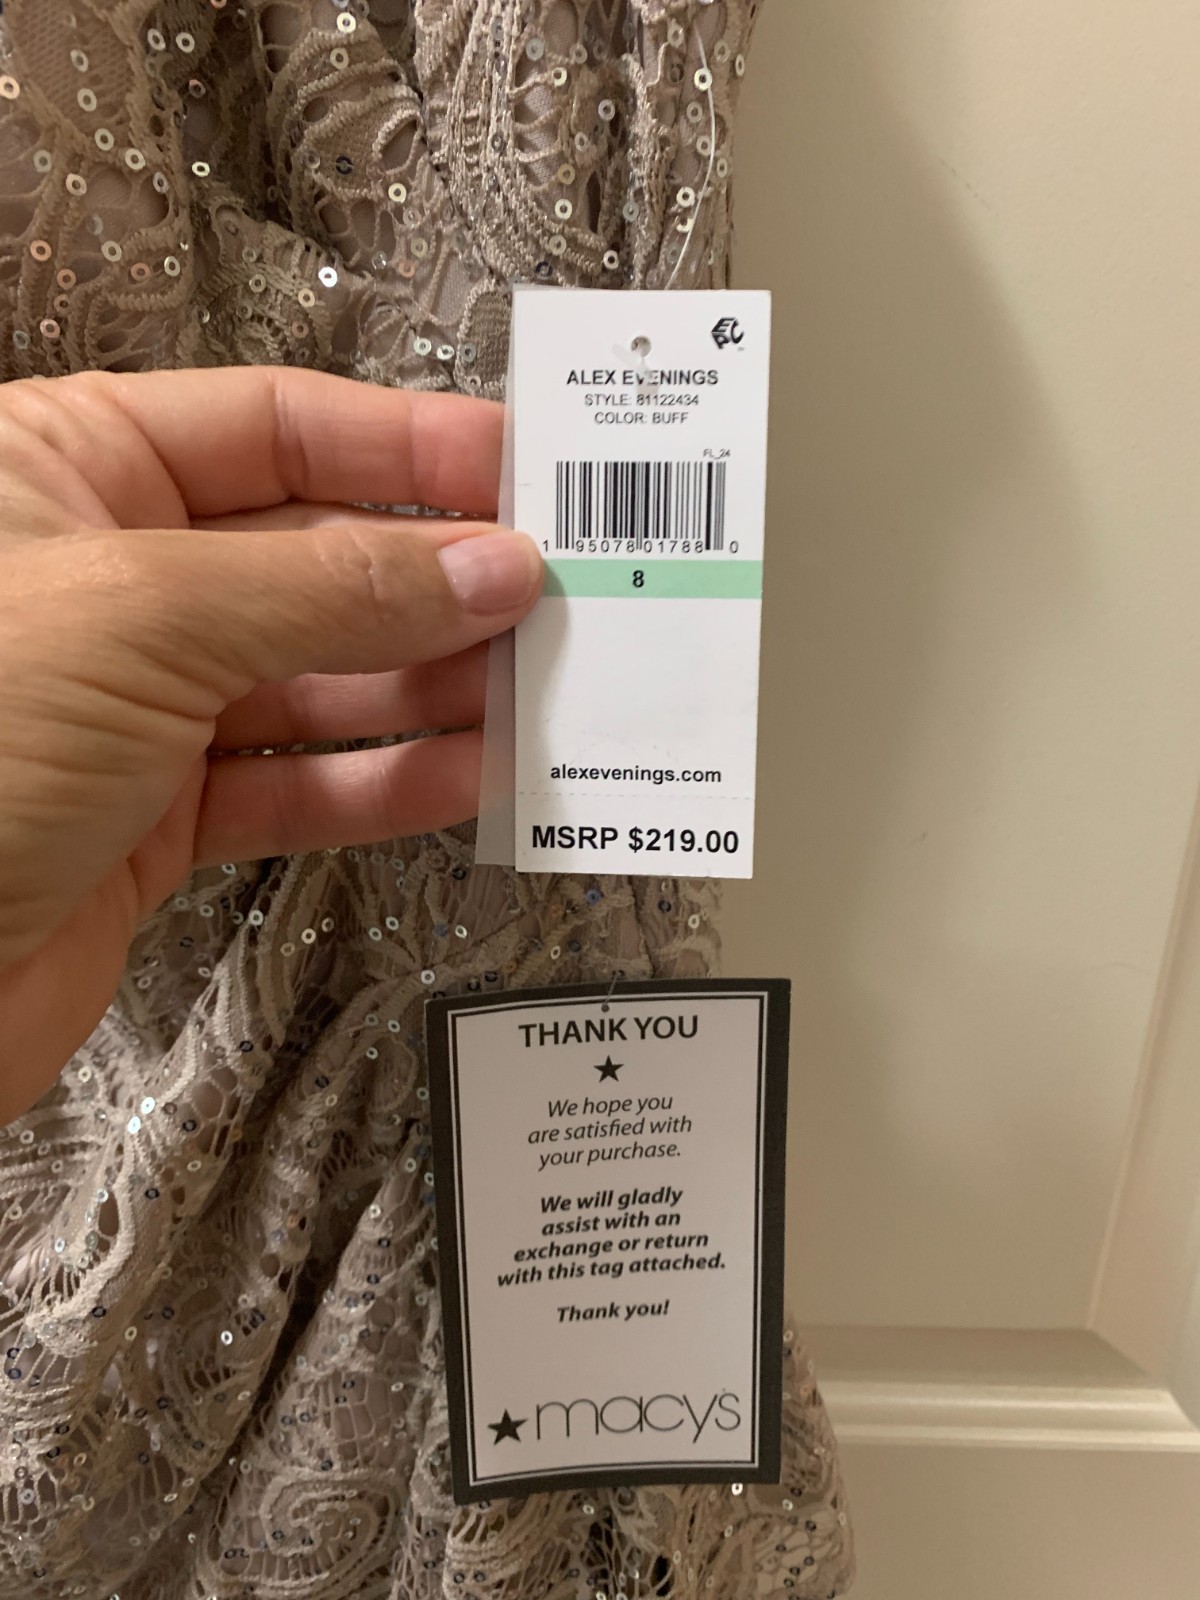 EPC
ALEX EVENINGS
STYLE: 81122434
COLOR: BUFF
FL_24
1 95078 01788 0
8
alexevenings.com
MSRP $219.00
THANK YOU
We hope you
are satisfied with
your purchase.
We will gladly
assist with an
exchange or return
with this tag attached.
Thank you!
macy's